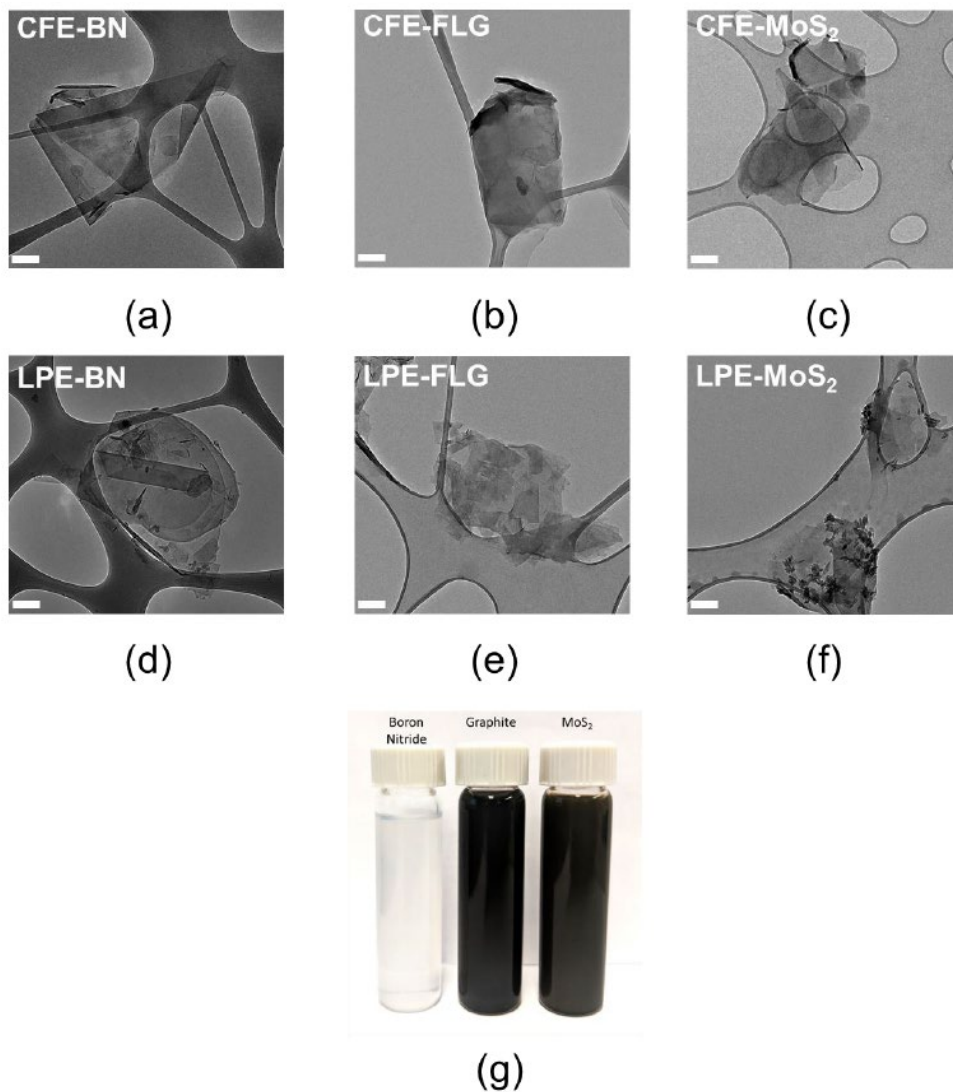 CFE-BN
CFE-FLG
CFE-MoS₂
(a)
(b)
(c)
LPE-BN
LPE-FLG
LPE-MoS₂
(d)
(e)
(f)
Boron
Nitride
Graphite
MoS₂
(g)